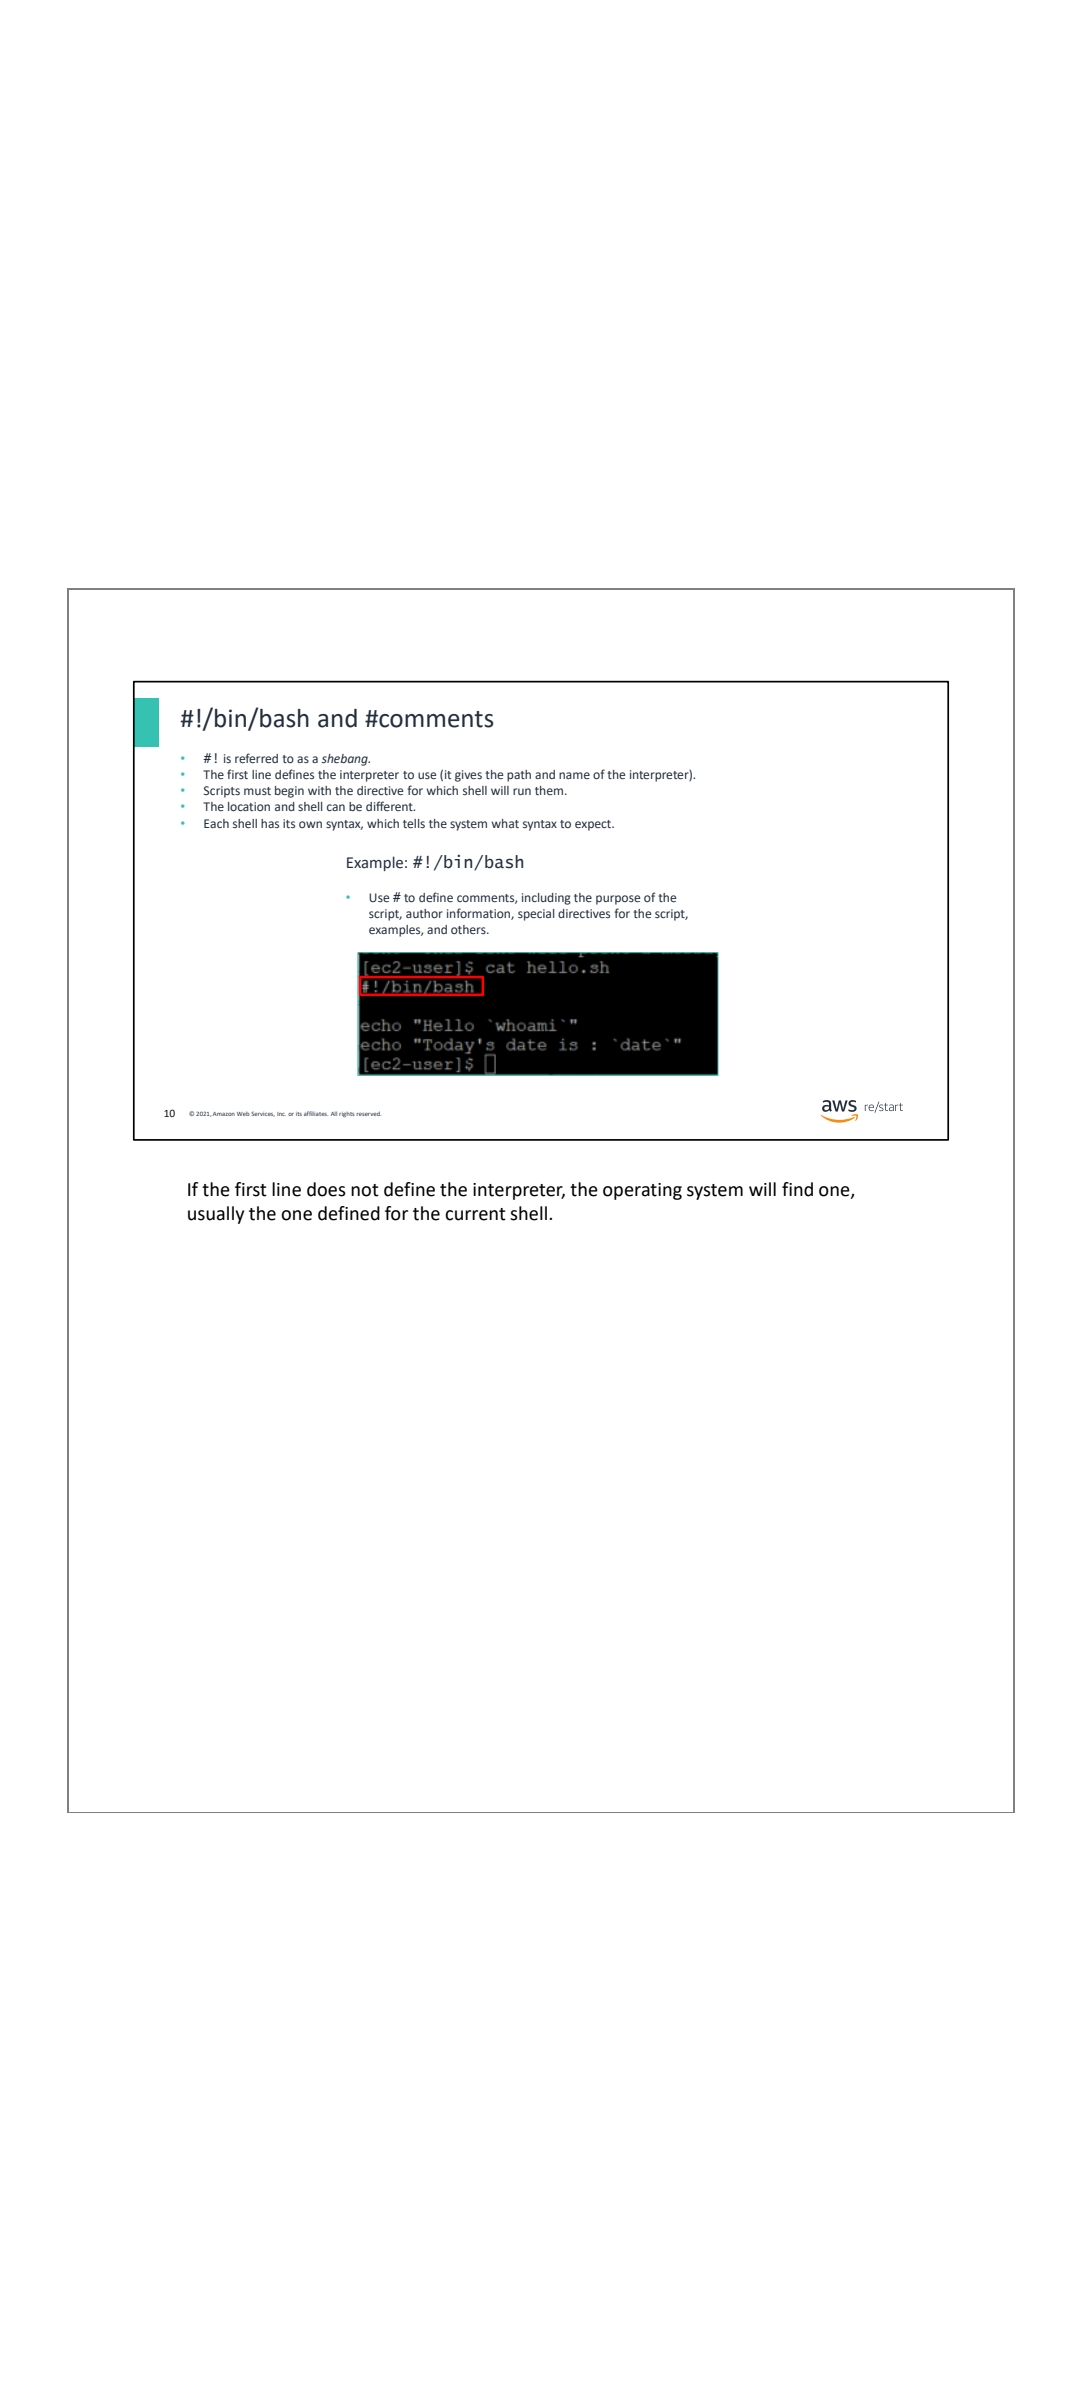 #!/bin/bash and #comments
• #! is referred to as a shebang.
• The first line defines the interpreter to use (it gives the path and name of the interpreter).
• Scripts must begin with the directive for which shell will run them.
• The location and shell can be different.
• Each shell has its own syntax, which tells the system what syntax to expect.
Example: #!/bin/bash
• Use # to define comments, including the purpose of the
script, author information, special directives for the script,
examples, and others.
[ec2-user]$ cat hello.sh
#!/bin/bash
echo "Hello `whoami`"
echo "Today's date is : `date`"
[ec2-user]$
10 © 2021, Amazon Web Services, Inc. or its affiliates. All rights reserved.
aws re/start
If the first line does not define the interpreter, the operating system will find one,
usually the one defined for the current shell.